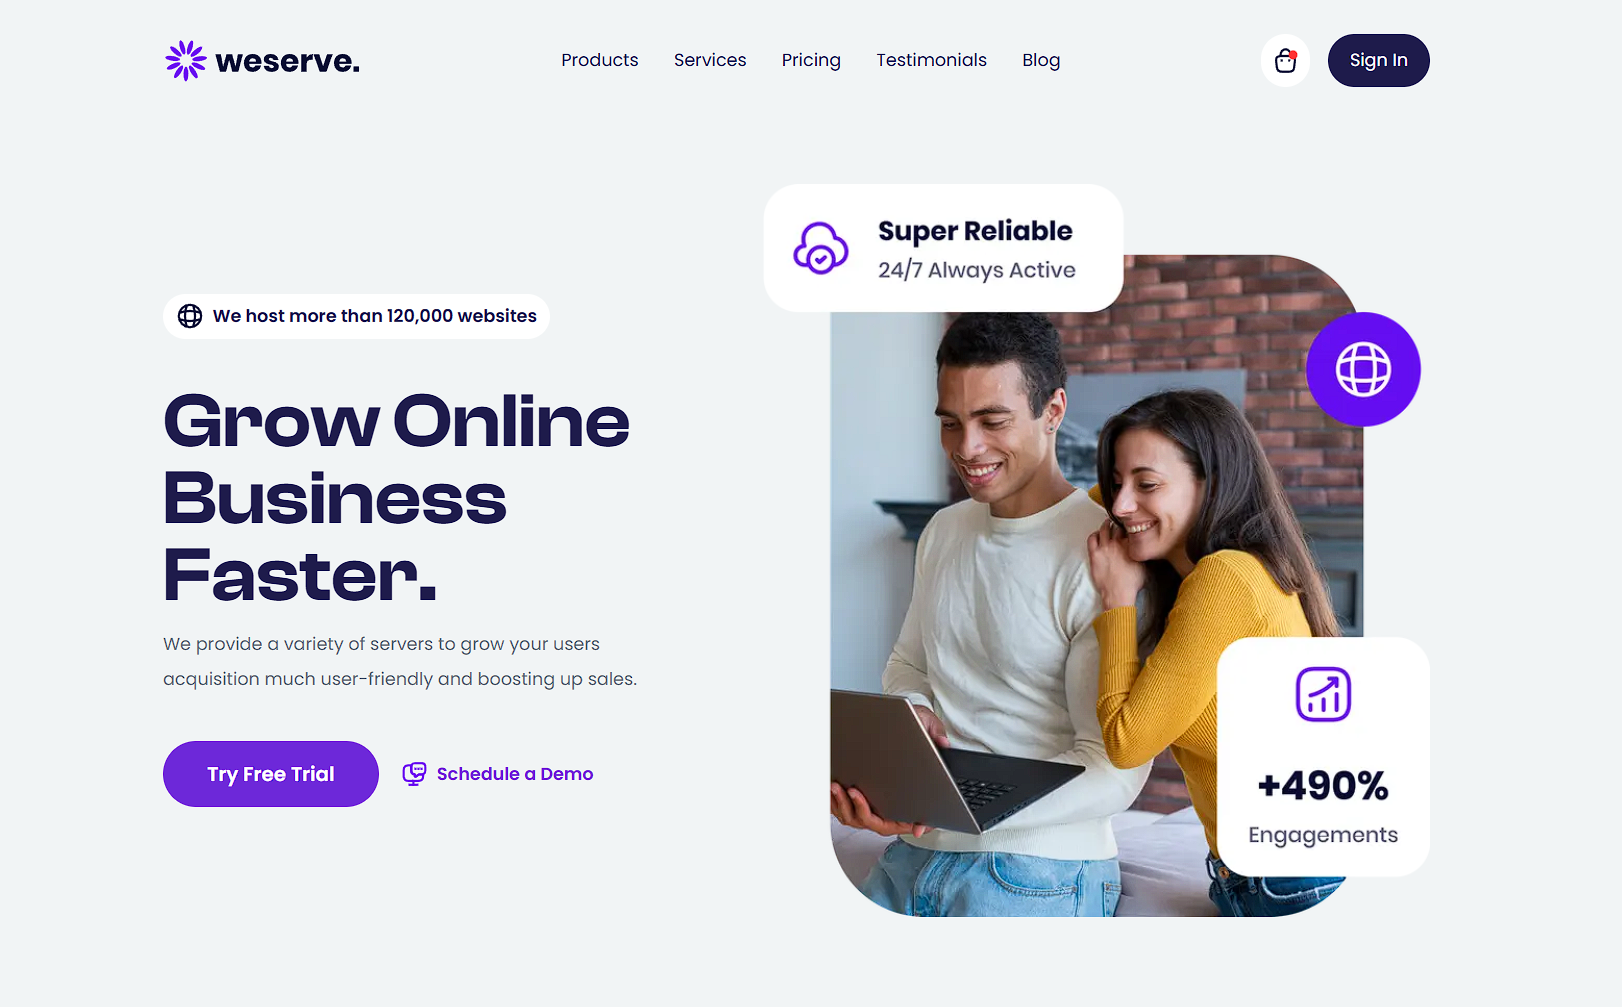 weserve.
Products
Services
Pricing
Testimonials
Blog
Sign In
We host more than 120,000 websites
Grow Online
Business
Faster.
We provide a variety of servers to grow your users
acquisition much user-friendly and boosting up sales.
Try Free Trial
Schedule a Demo
Super Reliable
24/7 Always Active
+490%
Engagements